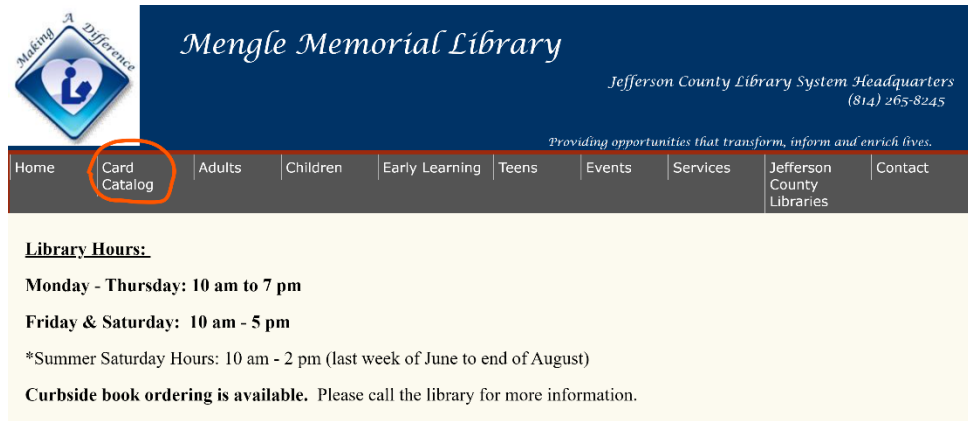 Making A Difference
Mengle Memorial Library
Jefferson County Library System Headquarters
(814) 265-8245
Providing opportunities that transform, inform and enrich lives.
Home
Card
Catalog
Adults
Children
Early Learning
Teens
Events
Services
Jefferson
County
Libraries
Contact
Library Hours:
Monday - Thursday: 10 am to 7 pm
Friday & Saturday:  10 am - 5 pm
*Summer Saturday Hours: 10 am - 2 pm (last week of June to end of August)
Curbside book ordering is available.  Please call the library for more information.